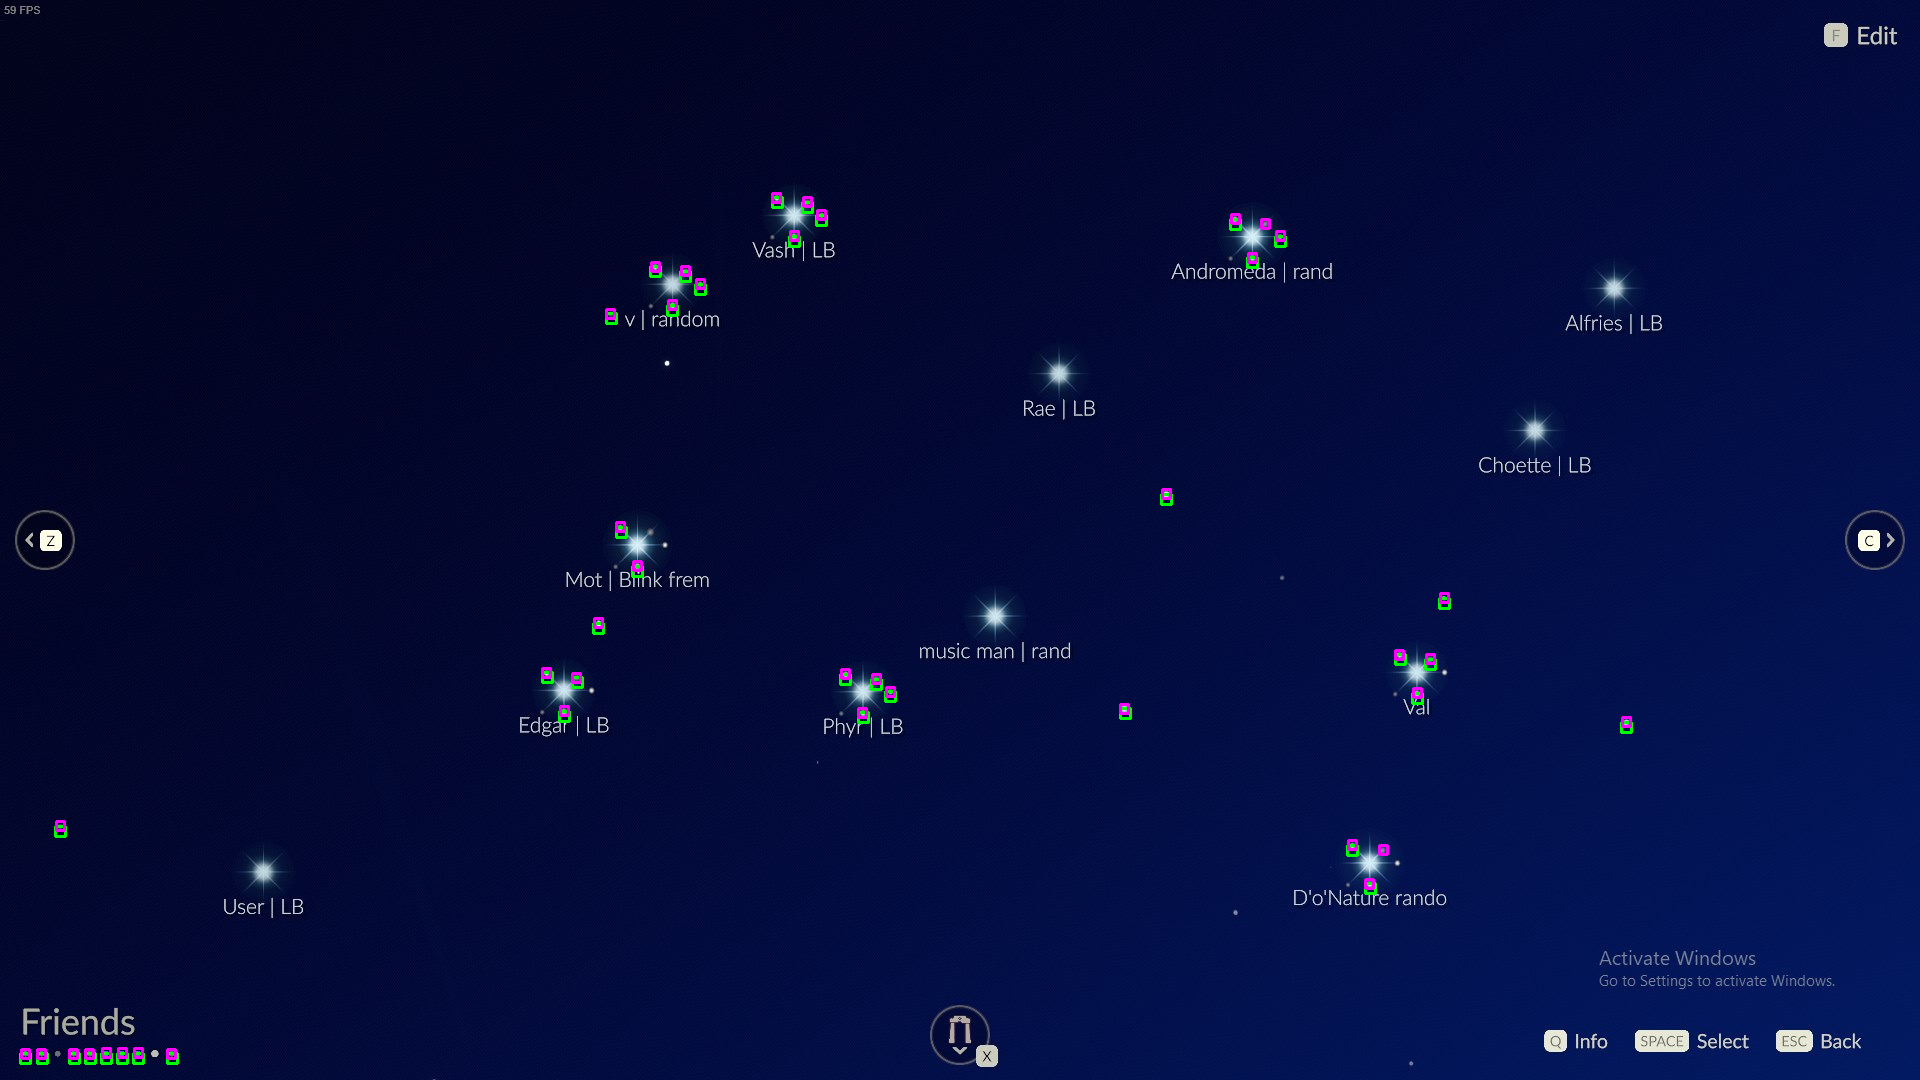 59 FPS
F Edit
Vash | LB
Andromeda | rand
v | random
Alfries | LB
Rae | LB
Choette | LB
Z
C
Mot | Blink frem
music man | rand
Edgar | LB
Phyr | LB
Val
D'o'Nature rando
User | LB
Activate Windows
Go to Settings to activate Windows.
Friends
X
Q Info SPACE Select ESC Back